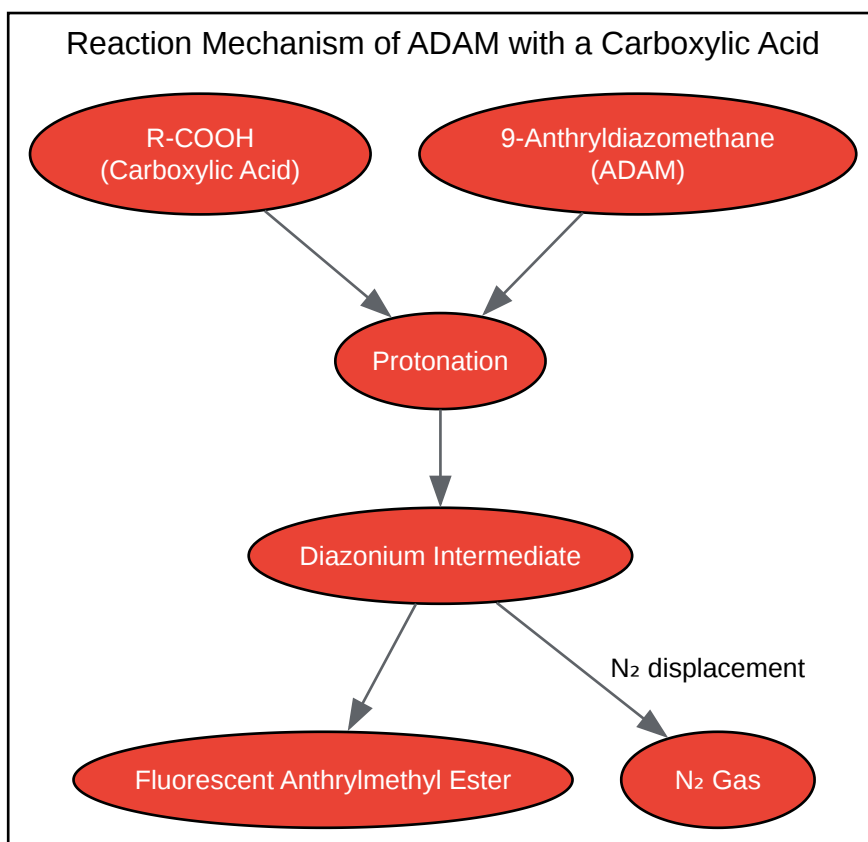 Reaction Mechanism of ADAM with a Carboxylic Acid
R-COOH
(Carboxylic Acid)
9-Anthryldiazomethane
(ADAM)
Protonation
Diazonium Intermediate
N₂ displacement
Fluorescent Anthrylmethyl Ester
N₂ Gas